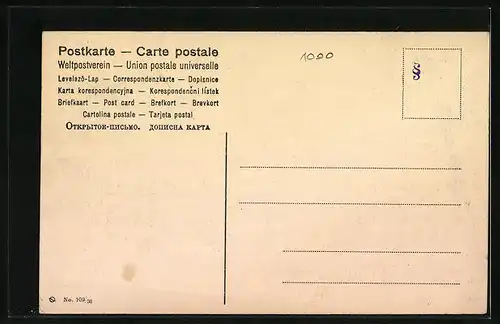 Postkarte — Carte postale
Weltpostverein — Union postale universelle
Levelező-Lap — Correspondenzkarte — Dopisnice
Karta korespondencyjna — Korespondenční lístek
Briefkaart — Post card — Brefkort — Brevkort
Cartolina postale — Tarjeta postal
Открытое-письмо. дописна карта
1000
S
No. 109/36